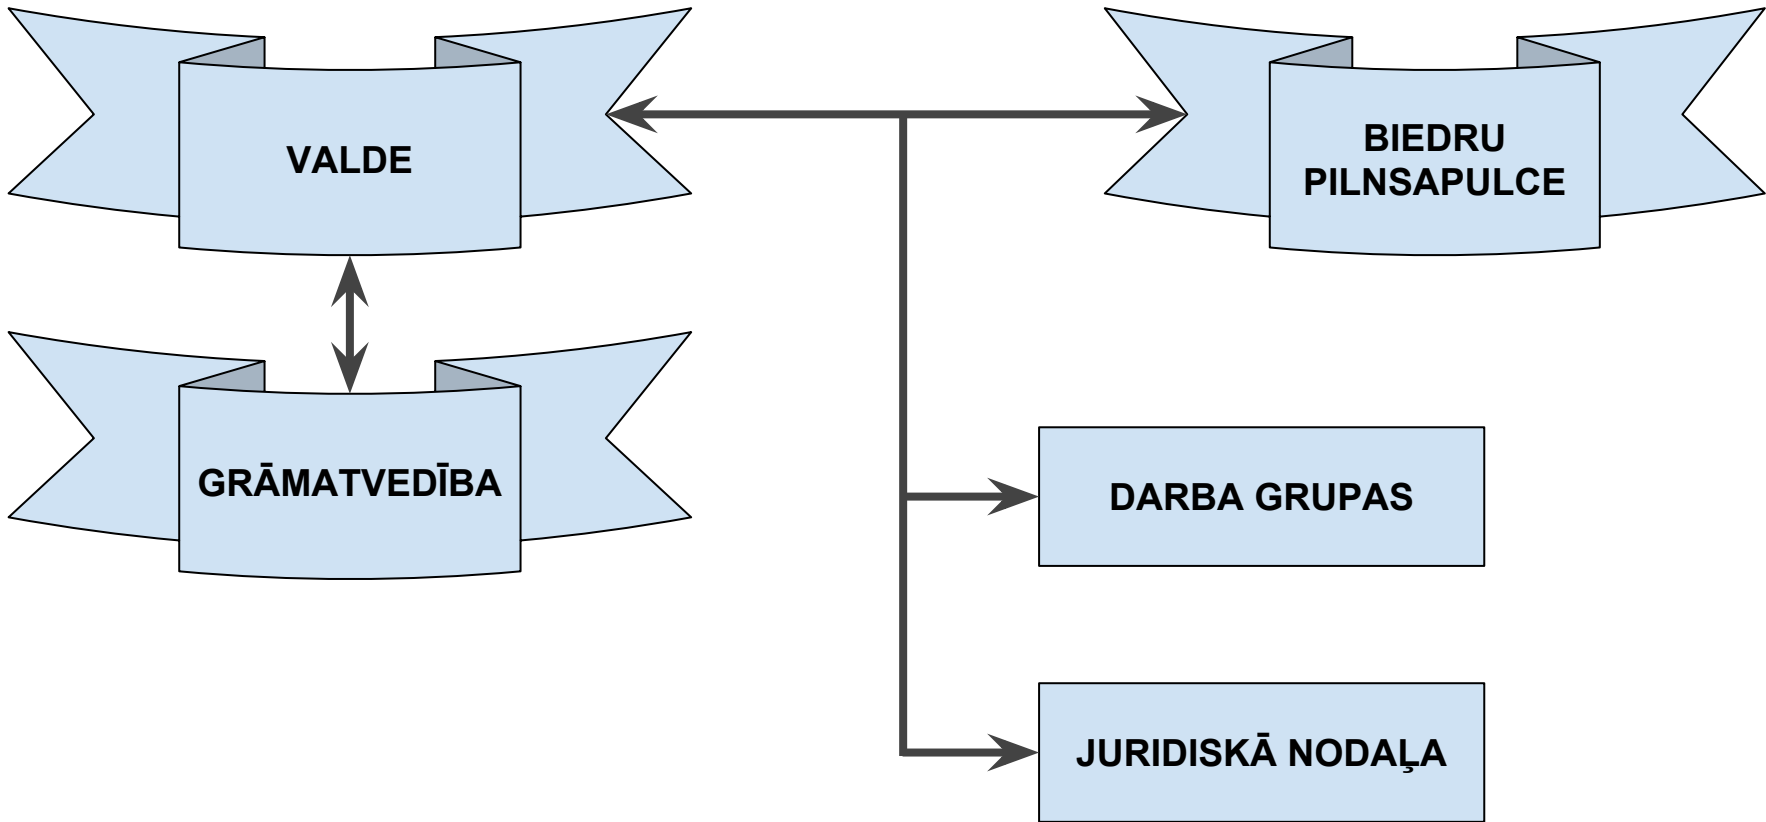 VALDE
BIEDRU
PILNSAPULCE
GRĀMATVEDĪBA
DARBA GRUPAS
JURIDISKĀ NODAĻA